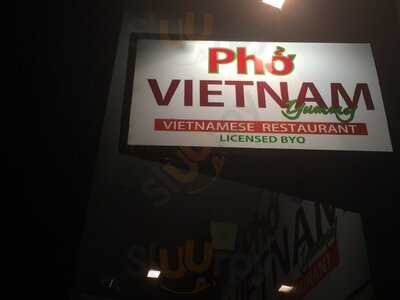 Phở
VIETNAM
Yummy
VIETNAMESE RESTAURANT
LICENSED BYO